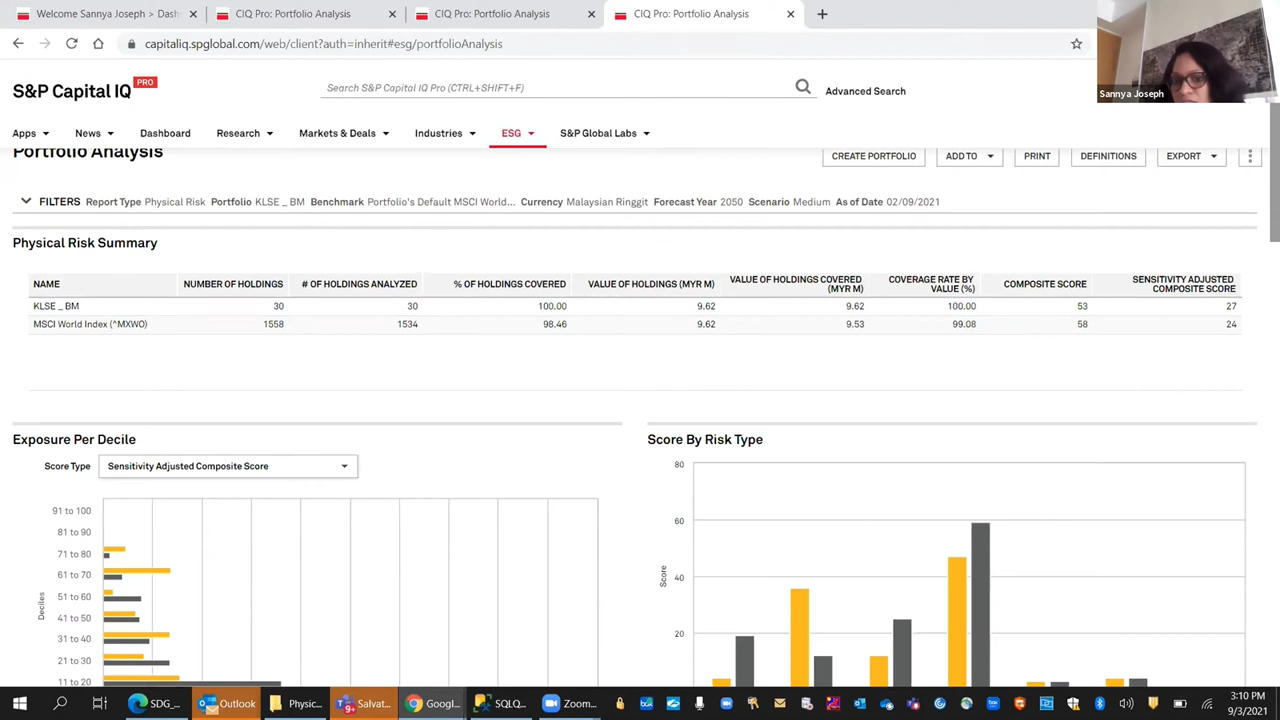 Welcome Sannya Joseph > Dash
CIQ Pro: Portfolio Analysis
CIQ Pro: Portfolio Analysis
CIQ Pro: Portfolio Analysis
capitaliq.spglobal.com/web/client?auth=inherit#esg/portfolioAnalysis
S&P Capital IQ PRO
Search S&P Capital IQ Pro (CTRL+SHIFT+F)
Advanced Search
Sannya Joseph
Apps News Dashboard Research Markets & Deals Industries ESG S&P Global Labs
Portfolio Analysis
CREATE PORTFOLIO ADD TO PRINT DEFINITIONS EXPORT
FILTERS Report Type Physical Risk Portfolio KLSE _ BM Benchmark Portfolio's Default MSCI World... Currency Malaysian Ringgit Forecast Year 2050 Scenario Medium As of Date 02/09/2021
Physical Risk Summary
NAME NUMBER OF HOLDINGS # OF HOLDINGS ANALYZED % OF HOLDINGS COVERED VALUE OF HOLDINGS (MYR M) VALUE OF HOLDINGS COVERED (MYR M) COVERAGE RATE BY VALUE (%) COMPOSITE SCORE SENSITIVITY ADJUSTED COMPOSITE SCORE
KLSE _ BM 30 30 100.00 9.62 9.62 100.00 53 27
MSCI World Index (^MXWO) 1558 1534 98.46 9.62 9.53 99.08 58 24
Exposure Per Decile
Score Type Sensitivity Adjusted Composite Score
Deciles
91 to 100
81 to 90
71 to 80
61 to 70
51 to 60
41 to 50
31 to 40
21 to 30
11 to 20
Score By Risk Type
Score
80
60
40
20
SDG_...
Outlook
Physic...
Salvat...
Googl...
SQLQ...
Zoom...
3:10 PM
9/3/2021